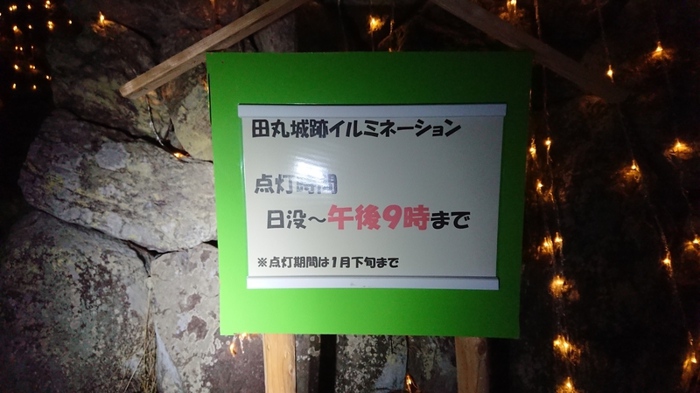 田丸城跡イルミネーション
点灯時間
日没～午後9時まで
※点灯期間は1月下旬まで